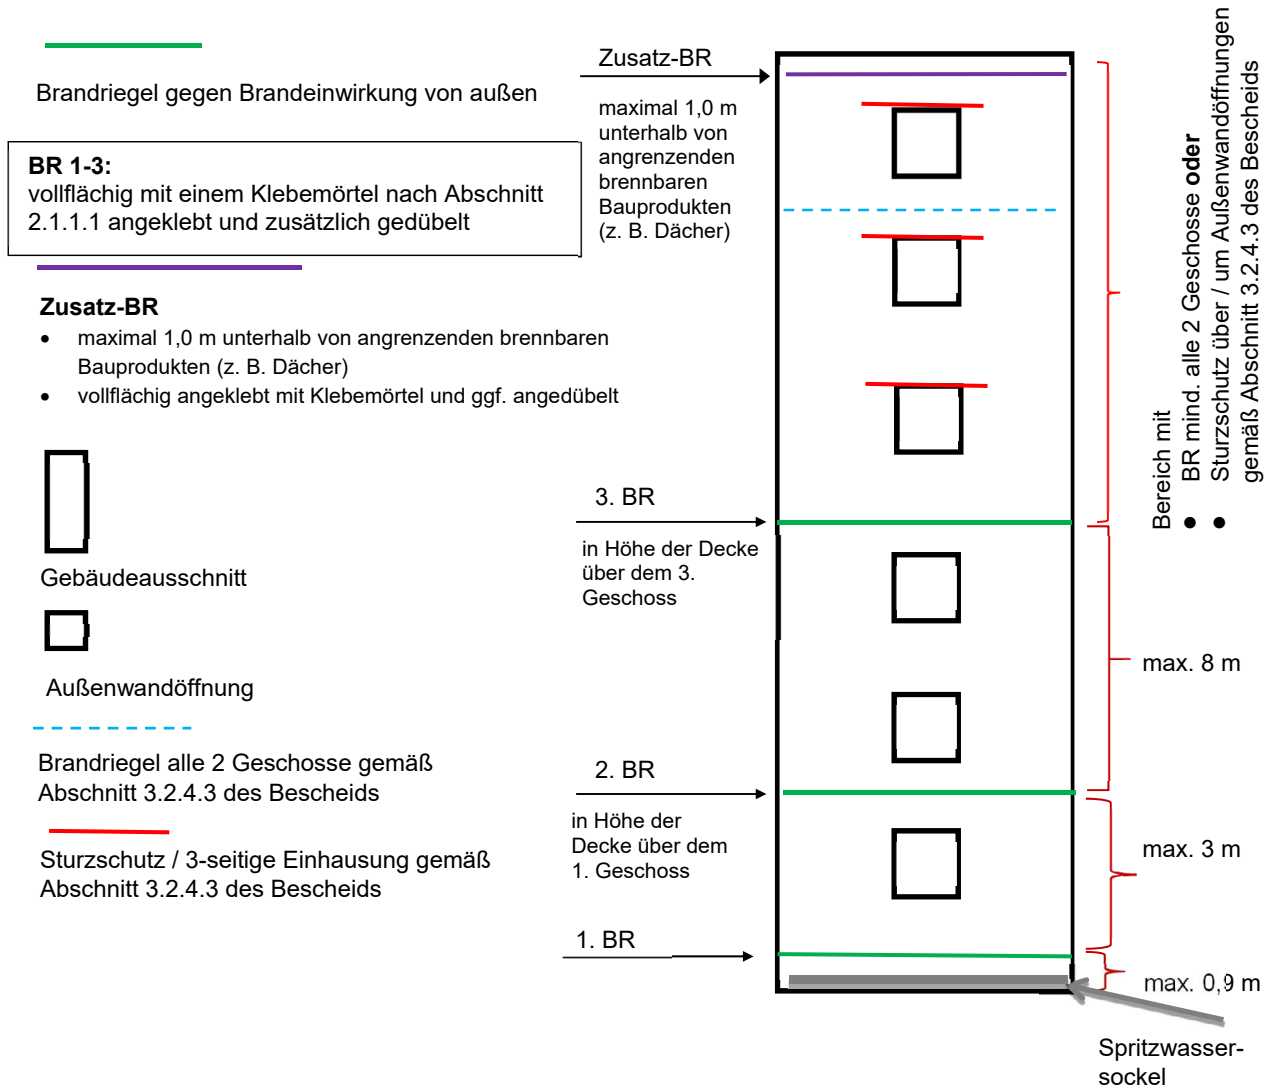 Brandriegel gegen Brandeinwirkung von außen
BR 1-3:
vollflächig mit einem Klebemörtel nach Abschnitt
2.1.1.1 angeklebt und zusätzlich gedübelt
Zusatz-BR
• maximal 1,0 m unterhalb von angrenzenden brennbaren
Bauprodukten (z. B. Dächer)
• vollflächig angeklebt mit Klebemörtel und ggf. angedübelt
Gebäudeausschnitt
Außenwandöffnung
Brandriegel alle 2 Geschosse gemäß
Abschnitt 3.2.4.3 des Bescheids
Sturzschutz / 3-seitige Einhausung gemäß
Abschnitt 3.2.4.3 des Bescheids
Zusatz-BR
maximal 1,0 m
unterhalb von
angrenzenden
brennbaren
Bauprodukten
(z. B. Dächer)
3. BR
in Höhe der Decke
über dem 3.
Geschoss
2. BR
in Höhe der
Decke über dem
1. Geschoss
1. BR
Bereich mit
• BR mind. alle 2 Geschosse oder
• Sturzschutz über / um Außenwandöffnungen
gemäß Abschnitt 3.2.4.3 des Bescheids
max. 8 m
max. 3 m
max. 0,9 m
Spritzwasser-
sockel